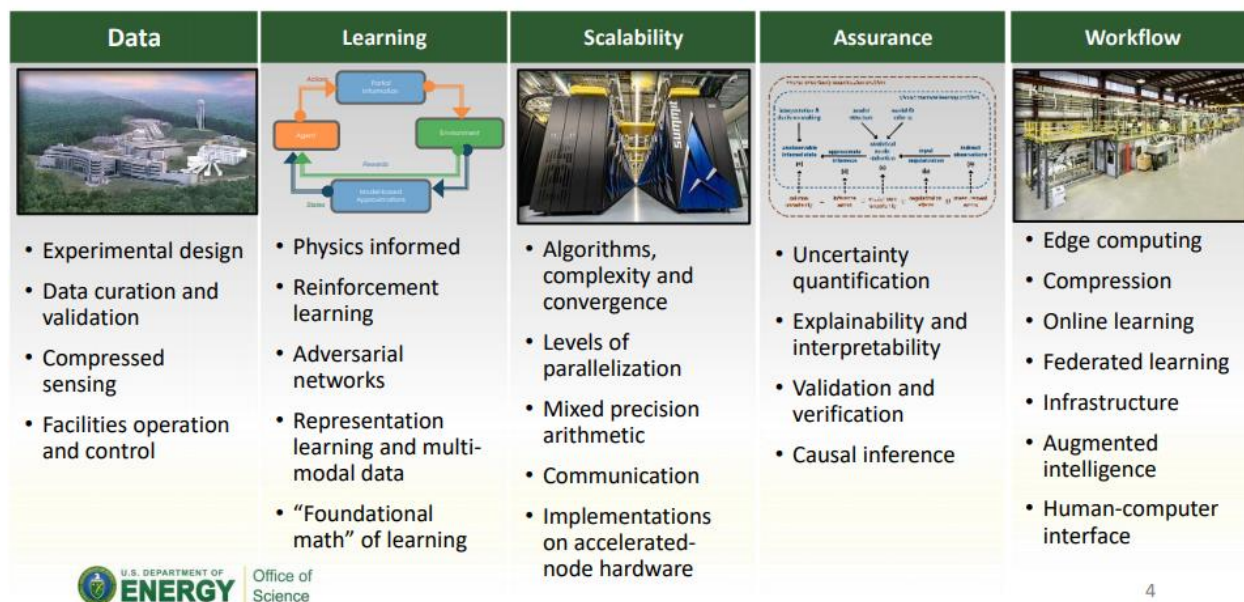 Data
Experimental design
Data curation and
validation
Compressed
sensing
Facilities operation
and control
Learning
Actions
Partial
Information
Agent
Environment
Rewards
Model-based
Approximations
States
• Physics informed
• Reinforcement
learning
• Adversarial
networks
• Representation
learning and multi-
modal data
• “Foundational
math” of learning
Scalability
summit
• Algorithms,
complexity and
convergence
• Levels of
parallelization
• Mixed precision
arithmetic
• Communication
• Implementations
on accelerated-
node hardware
Assurance
• Uncertainty
quantification
• Explainability and
interpretability
• Validation and
verification
• Causal inference
Workflow
• Edge computing
• Compression
• Online learning
• Federated learning
• Infrastructure
• Augmented
intelligence
• Human-computer
interface
U.S. DEPARTMENT OF
ENERGY
Office of
Science
4